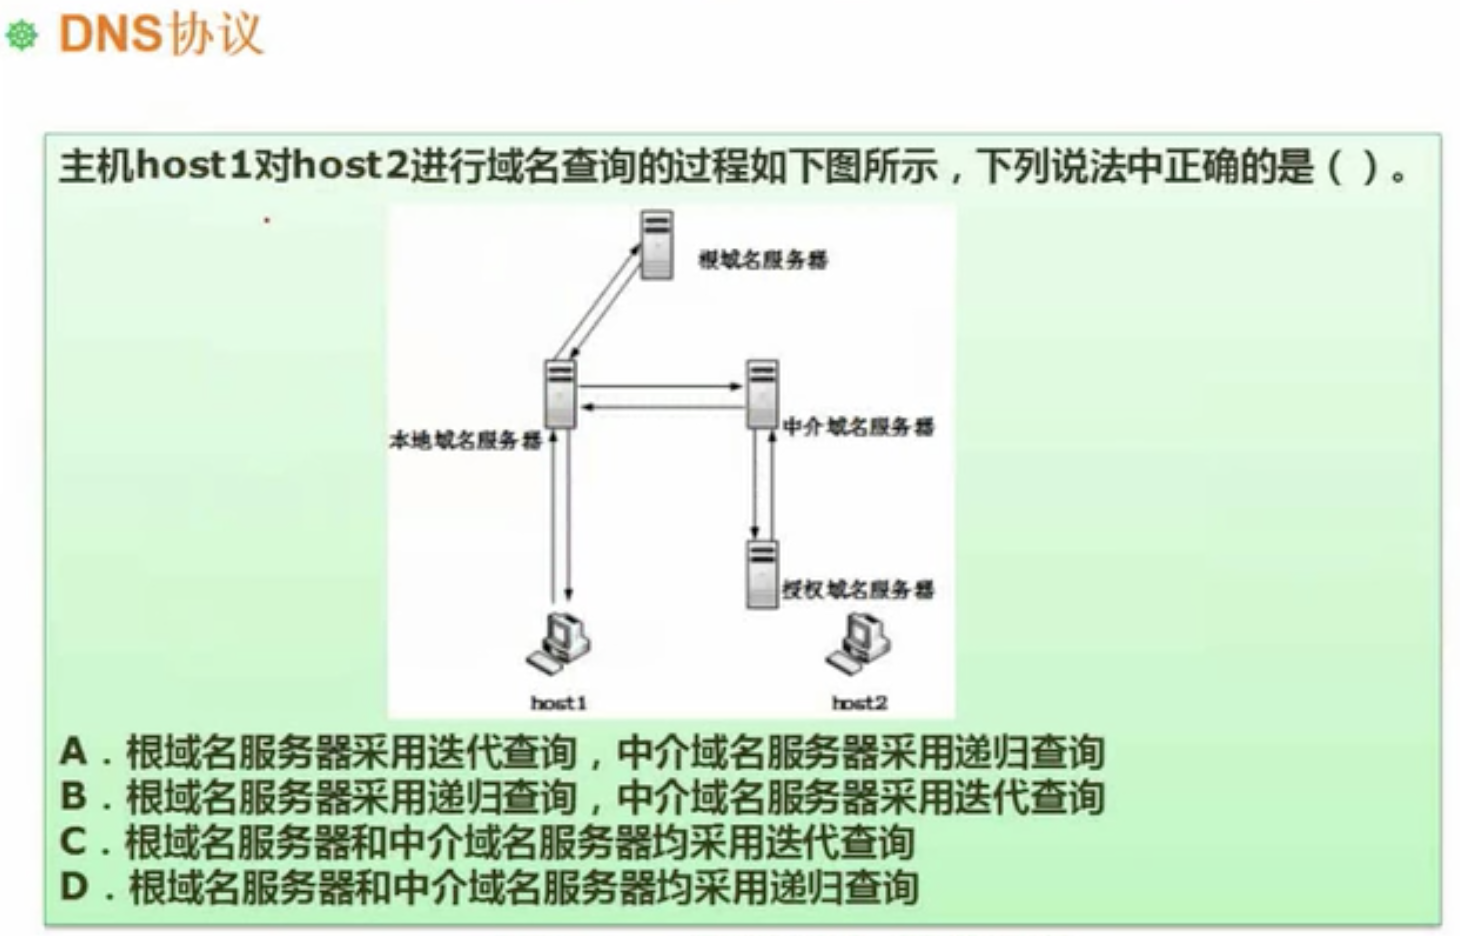 DNS协议
主机host1对host2进行域名查询的过程如下图所示，下列说法中正确的是（ ）。
根域名服务器
本地域名服务器
中介域名服务器
授权域名服务器
host1
host2
A．根域名服务器采用迭代查询，中介域名服务器采用递归查询
B．根域名服务器采用递归查询，中介域名服务器采用迭代查询
C．根域名服务器和中介域名服务器均采用迭代查询
D．根域名服务器和中介域名服务器均采用递归查询